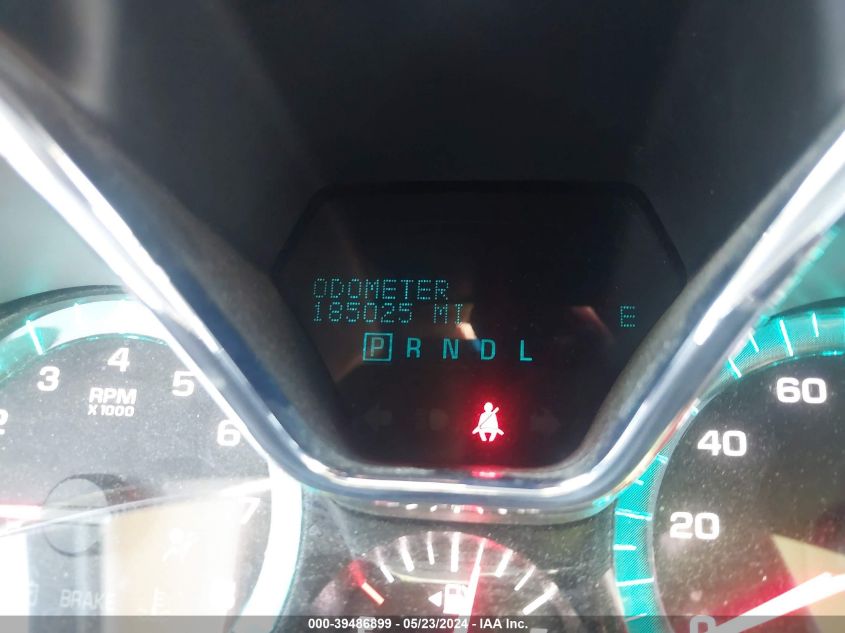 ODOMETER
185025 MI E
P R N D L
2 3 4 5 6 7
RPM
X1000
20 40 60
BRAKE
000-39486899 - 05/23/2024 - IAA Inc.